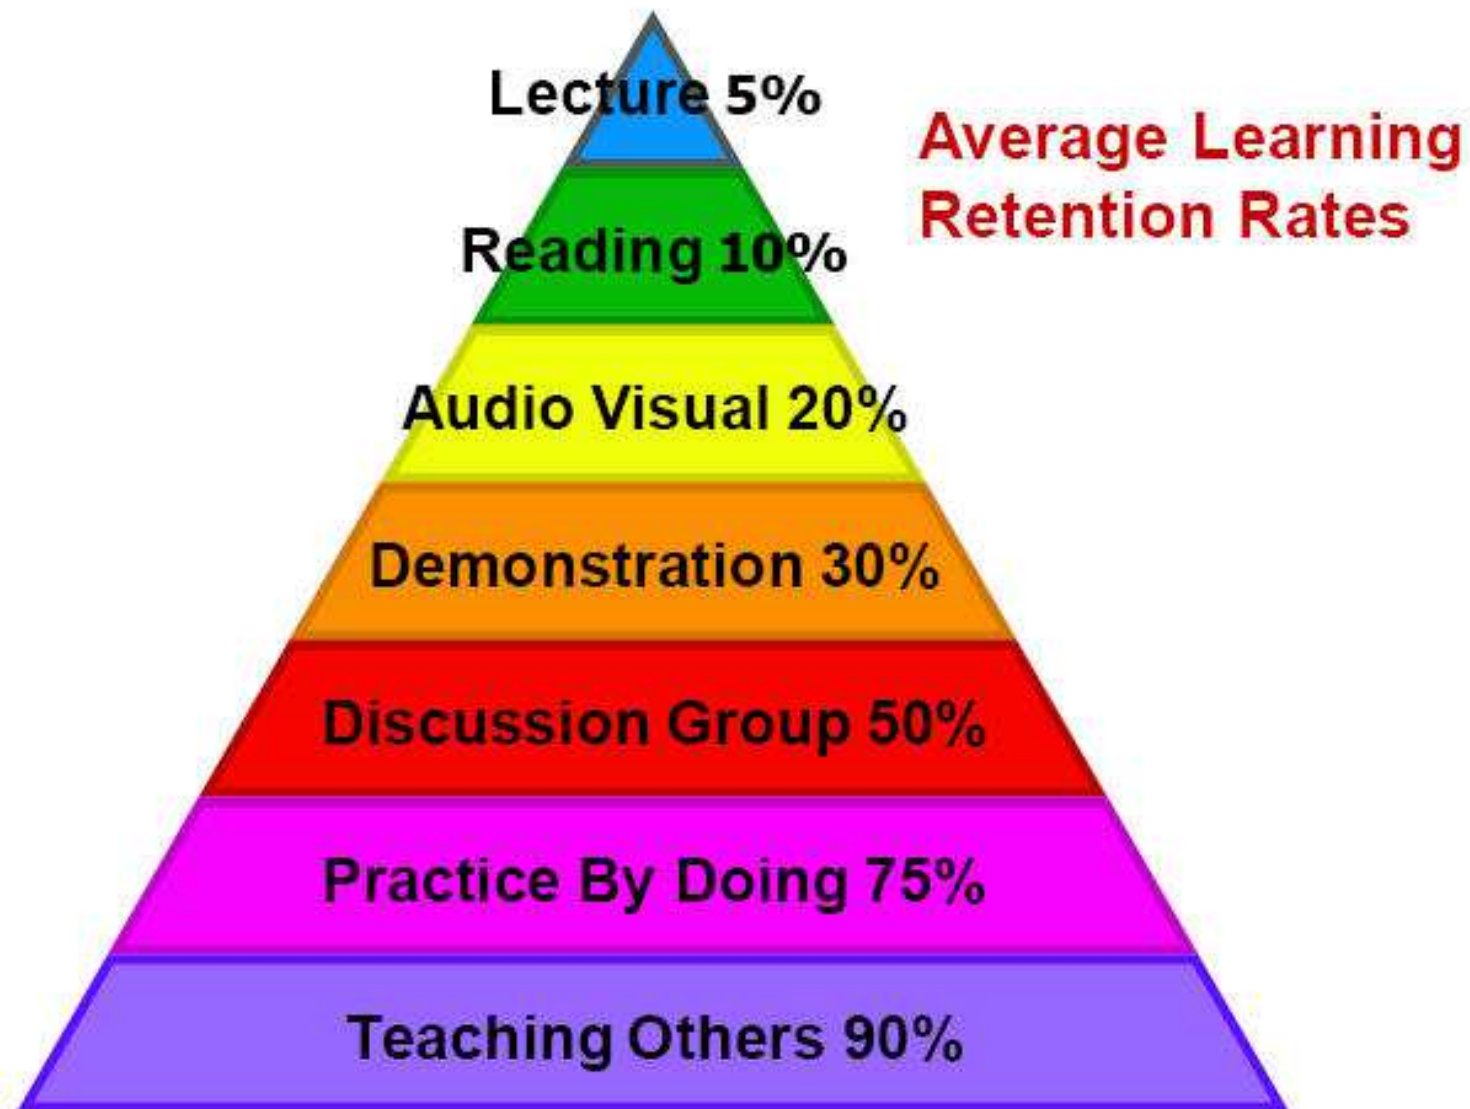 Lecture 5%
Average Learning
Retention Rates
Reading 10%
Audio Visual 20%
Demonstration 30%
Discussion Group 50%
Practice By Doing 75%
Teaching Others 90%